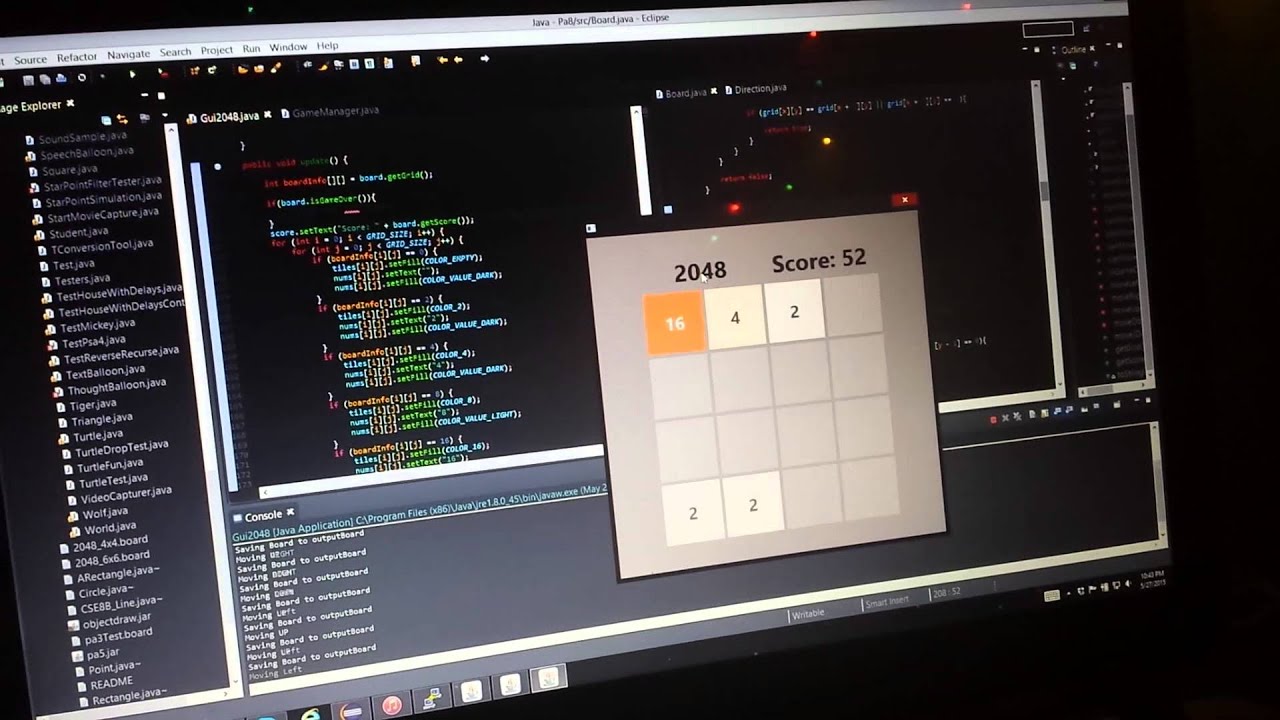 Java - Pa8/src/Board.java - Eclipse
Source Refactor Navigate Search Project Run Window Help
age Explorer
SoundSample.java
SpeechBalloon.java
Square.java
StarPointFilterTester.java
StarPointSimulation.java
StartMovieCapture.java
Student.java
TConversionTool.java
Test.java
Testers.java
TestHouseWithDelays.java
TestHouseWithDelaysCont
TestMickey.java
TestPsa4.java
TestReverseRecurse.java
TextBalloon.java
ThoughtBalloon.java
Tiger.java
Triangle.java
Turtle.java
TurtleDropTest.java
TurtleFun.java
TurtleTest.java
VideoCapturer.java
Wolf.java
World.java
2048_4x4.board
2048_6x6.board
ARectangle.java~
Circle.java~
CSE8B_Line.java~
objectdraw.jar
pa3Test.board
pa5.jar
Point.java~
README
Rectangle.java~
Gui2048.java GameManager.java
}
public void update() {
int boardInfo[][] = board.getGrid();
if(board.isGameOver()){
}
score.setText("Score: " + board.getScore());
for (int i = 0; i < GRID_SIZE; i++) {
for (int j = 0; j < GRID_SIZE; j++) {
if (boardInfo[i][j] == 0) {
tiles[i][j].setFill(COLOR_EMPTY);
nums[i][j].setText("");
nums[i][j].setFill(COLOR_VALUE_DARK);
}
if (boardInfo[i][j] == 2) {
tiles[i][j].setFill(COLOR_2);
nums[i][j].setText("2");
nums[i][j].setFill(COLOR_VALUE_DARK);
}
if (boardInfo[i][j] == 4) {
tiles[i][j].setFill(COLOR_4);
nums[i][j].setText("4");
nums[i][j].setFill(COLOR_VALUE_DARK);
}
if (boardInfo[i][j] == 8) {
tiles[i][j].setFill(COLOR_8);
nums[i][j].setText("8");
nums[i][j].setFill(COLOR_VALUE_LIGHT);
}
if (boardInfo[i][j] == 16) {
tiles[i][j].setFill(COLOR_16);
nums[i][j].setText("16");
Board.java Direction.java
if (grid[x][y] == grid[x + ][y] || grid[x + ][y] == ){
return true;
}
}
}
return false;
}
[y - 1] == 0){
Outline
2048 Score: 52
16 4 2
2 2
Console
Gui2048 [Java Application] C:\Program Files (x86)\Java\jre1.8.0_45\bin\javaw.exe (May 2
Saving Board to outputBoard
Moving
Saving Board to outputBoard
Moving
Saving Board to outputBoard
Moving
Saving Board to outputBoard
Moving Left
Saving Board to outputBoard
Moving UP
Saving Board to outputBoard
Moving Left
Saving Board to outputBoard
Moving Left
Writable Smart Insert 208 : 52
10:43 PM
5/27/2015